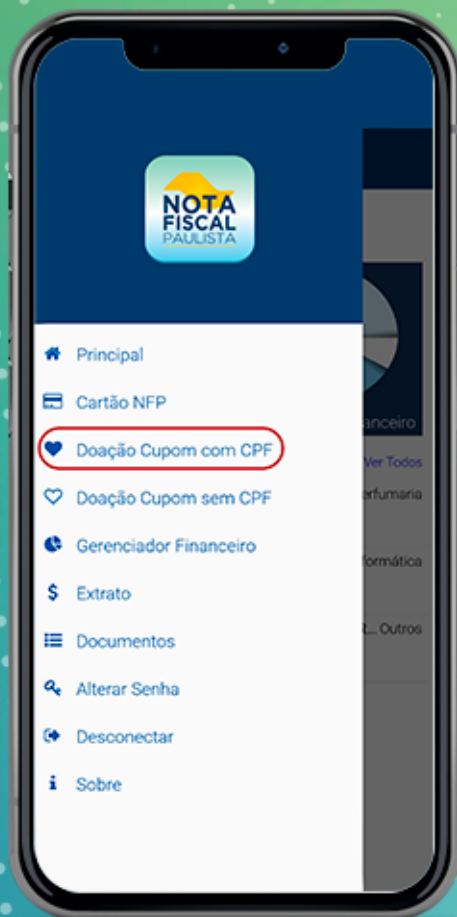 NOTA
FISCAL
PAULISTA
Principal
Cartão NFP
Doação Cupom com CPF
Doação Cupom sem CPF
Gerenciador Financeiro
Extrato
Documentos
Alterar Senha
Desconectar
Sobre
anceiro
Ver Todos
erfumaria
formática
... Outros